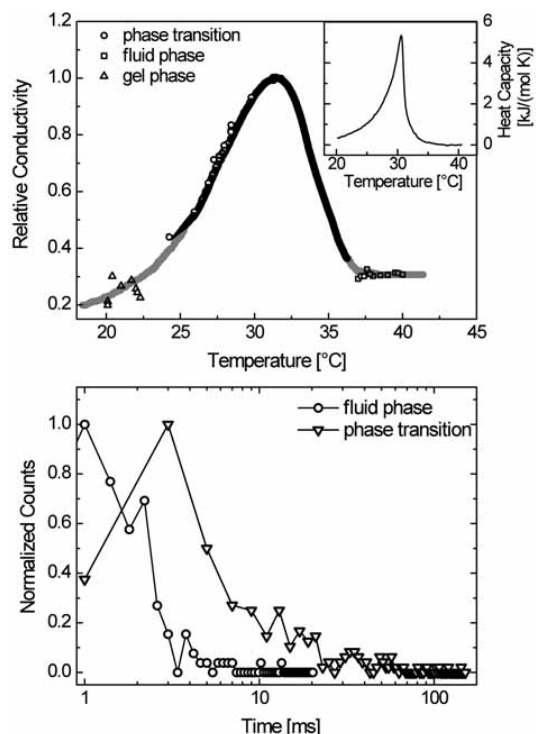 phase transition
fluid phase
gel phase
1.0
0.8
0.6
0.4
0.2
Relative Conductivity
20
25
30
35
40
45
Temperature [°C]
6
4
2
0
Heat Capacity
[kJ/(mol K)]
20
30
40
Temperature [°C]
fluid phase
phase transition
1.0
0.8
0.6
0.4
0.2
0.0
Normalized Counts
1
10
100
Time [ms]